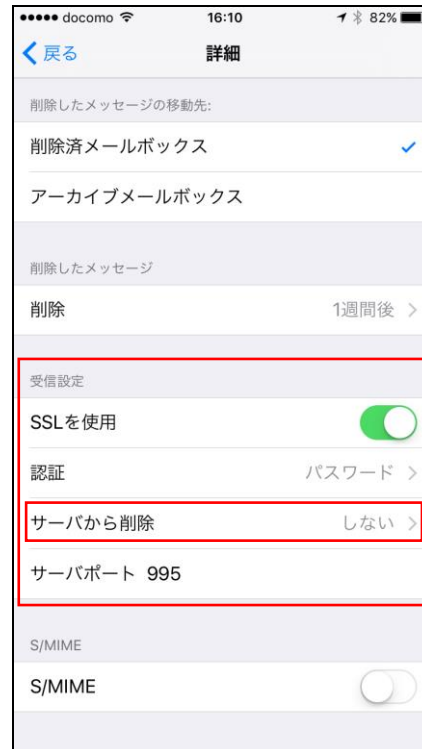 docomo 16:10 82%
戻る 詳細
削除したメッセージの移動先:
削除済メールボックス
アーカイブメールボックス
削除したメッセージ
削除 1週間後
受信設定
SSLを使用
認証 パスワード
サーバから削除 しない
サーバポート 995
S/MIME
S/MIME